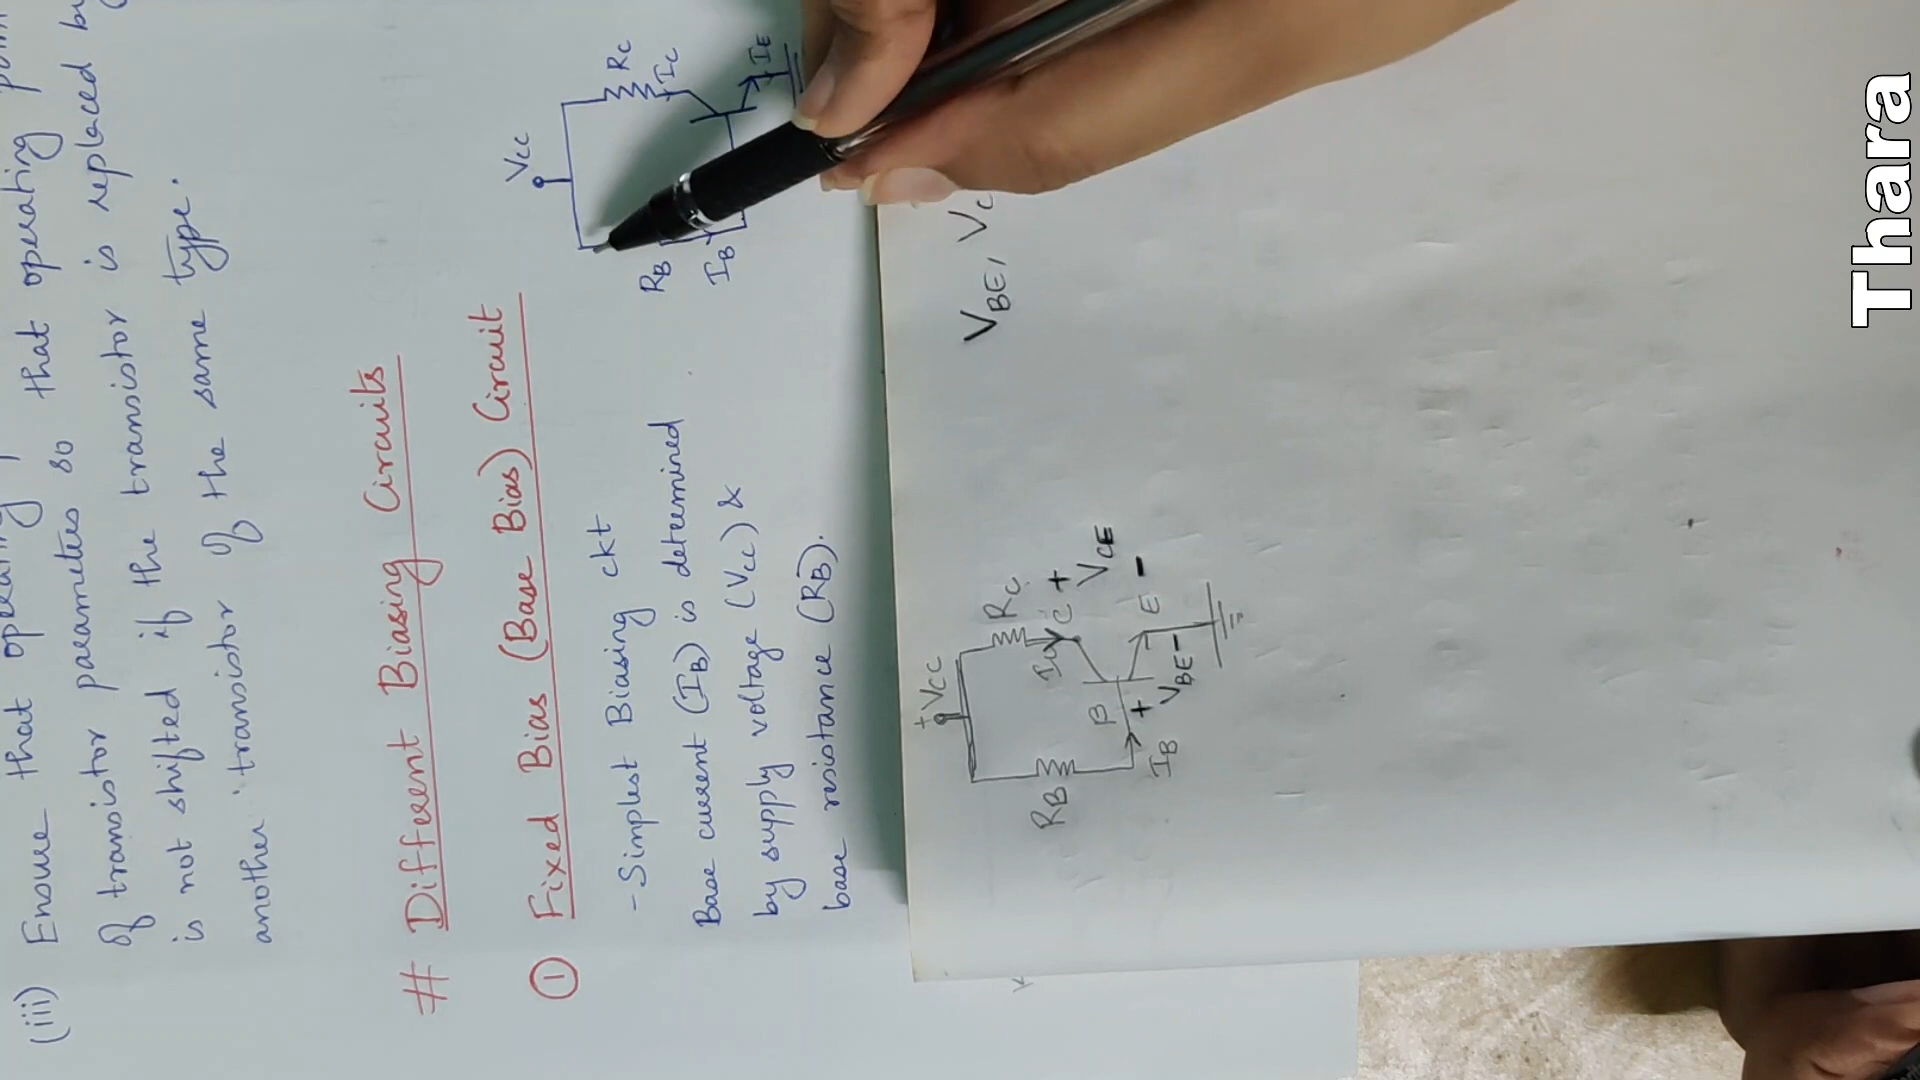 (iii) Ensure that that operating
of transistor parameters so that operating
is not shifted if the transistor is replaced by
another transistor of the same type.
# Different Biasing Circuits
① Fixed Bias (Base Bias) Circuit
- Simplest Biasing ckt
Base current (IB) is determined
by supply voltage (Vcc) &
base resistance (RB).
Vcc
RC
IC
IE
RB
IB
+VCC
RB
RC
IC
C
+
VCE
-
B
E
+
VBE
-
IB
VBE,
Thara